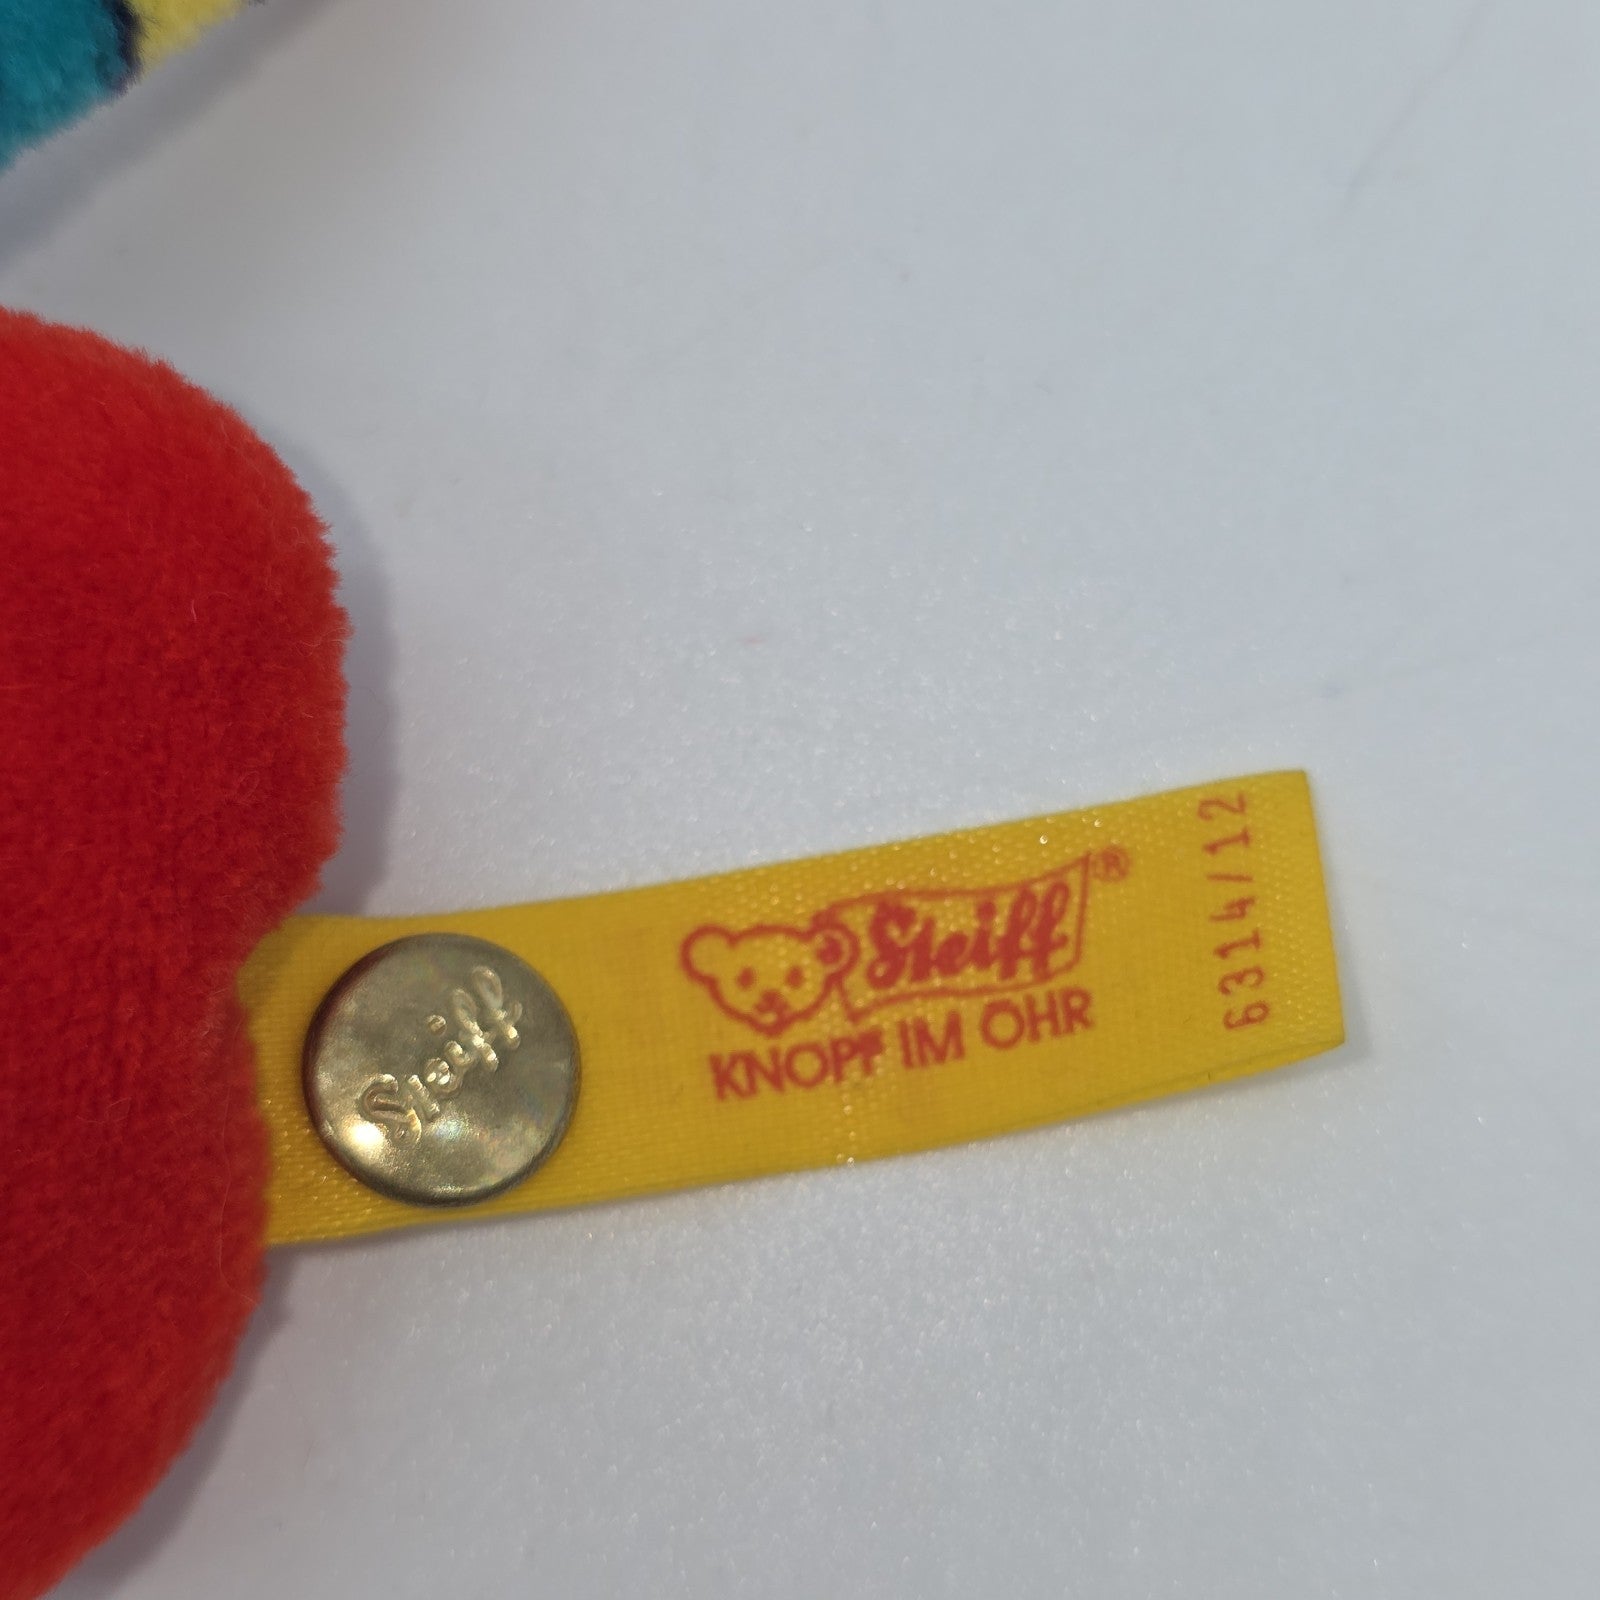 Steiff
Steiff ®
KNOPF IM OHR
6314/12